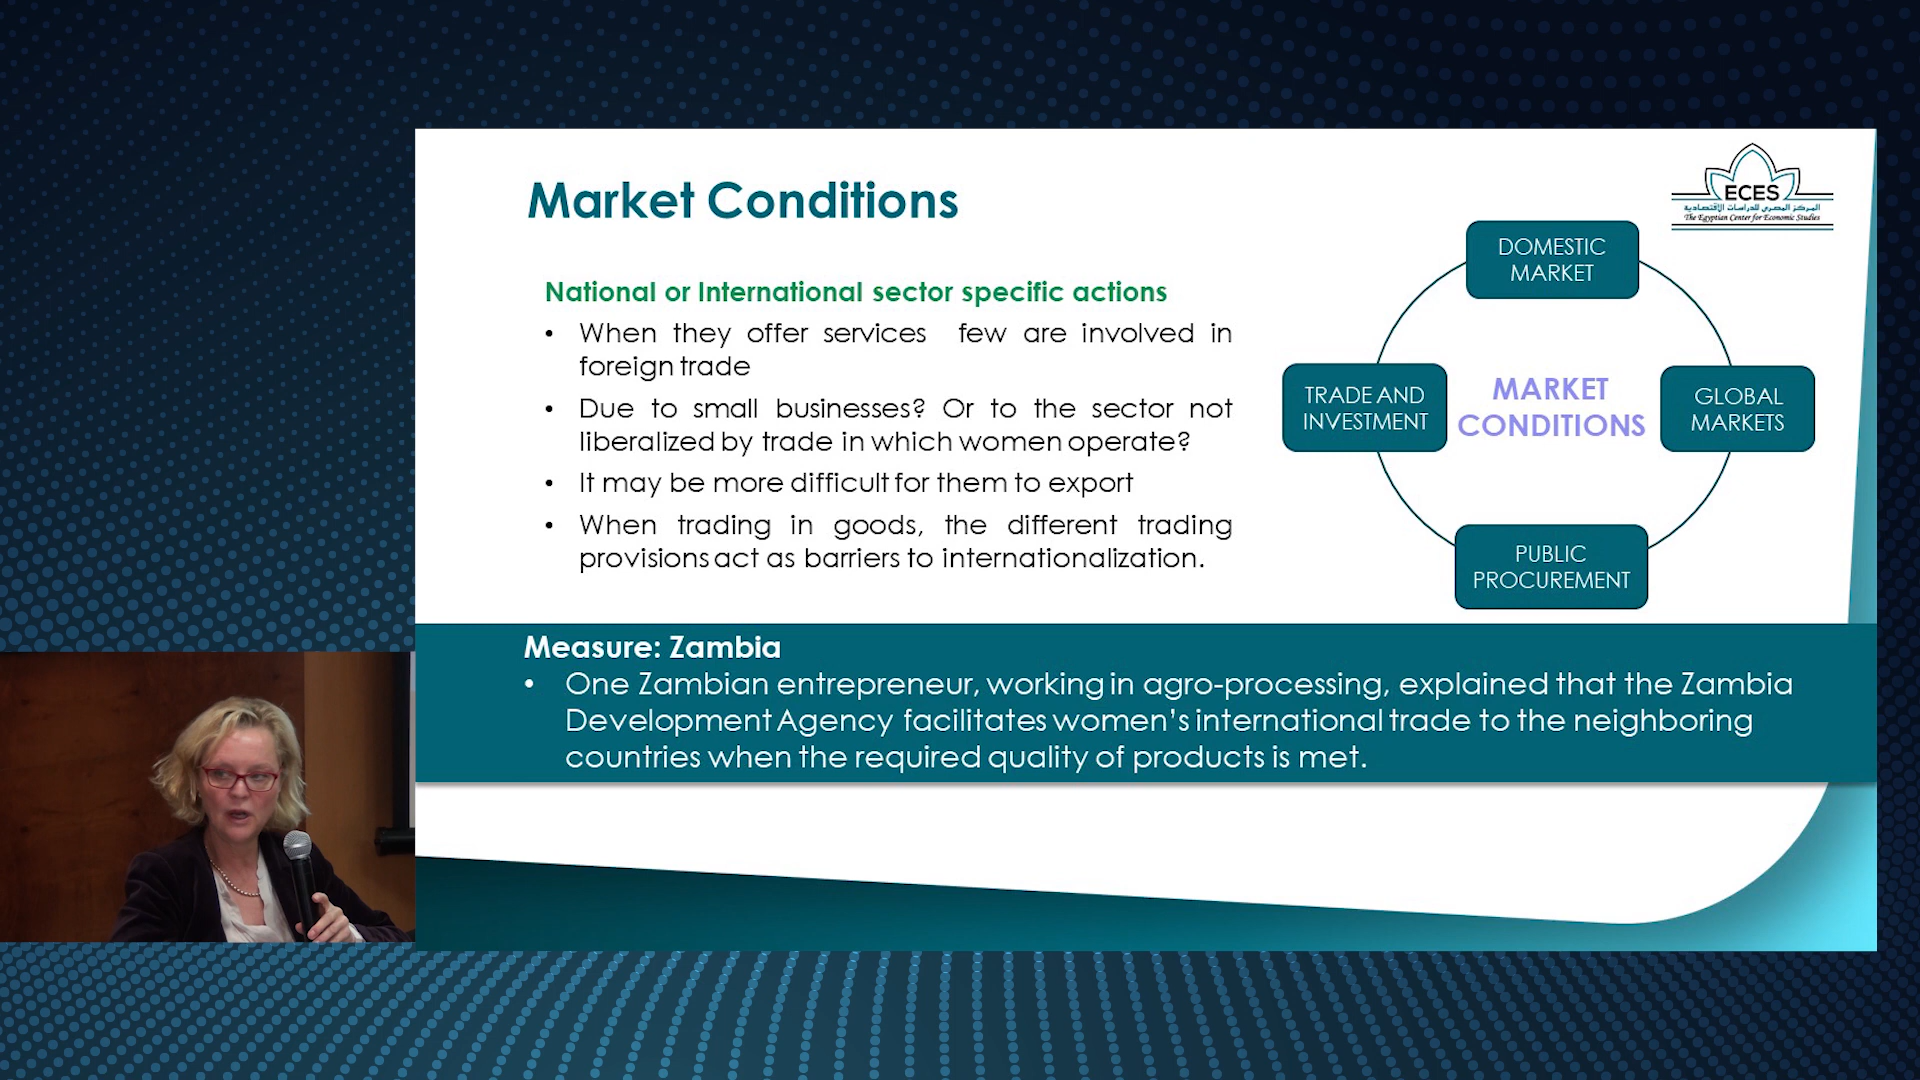 Market Conditions
ECES
المركز المصري للدراسات الاقتصادية
The Egyptian Center for Economic Studies
National or International sector specific actions
• When they offer services few are involved in
foreign trade
• Due to small businesses? Or to the sector not
liberalized by trade in which women operate?
• It may be more difficult for them to export
• When trading in goods, the different trading
provisions act as barriers to internationalization.
DOMESTIC
MARKET
TRADE AND
INVESTMENT
MARKET
CONDITIONS
GLOBAL
MARKETS
PUBLIC
PROCUREMENT
Measure: Zambia
• One Zambian entrepreneur, working in agro-processing, explained that the Zambia
Development Agency facilitates women's international trade to the neighboring
countries when the required quality of products is met.